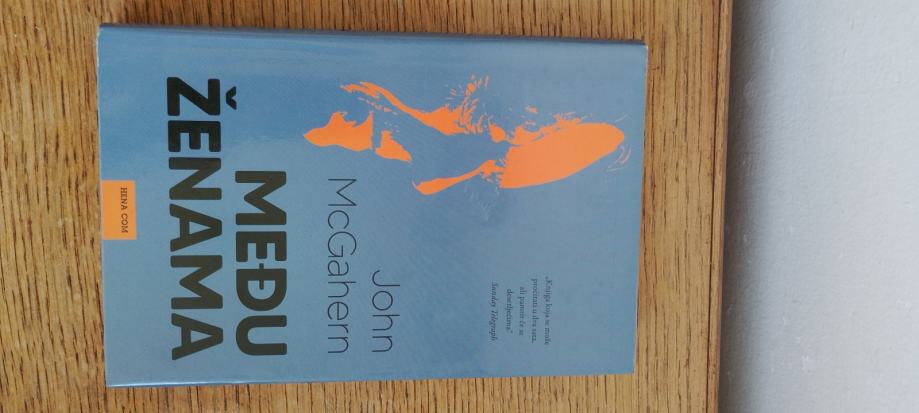 „Knjiga koja se može
pročitati u dva sata,
ali pamtit će se
desetljećima.”
Sunday Telegraph
John
McGahern
MEĐU
ŽENAMA
HENA COM